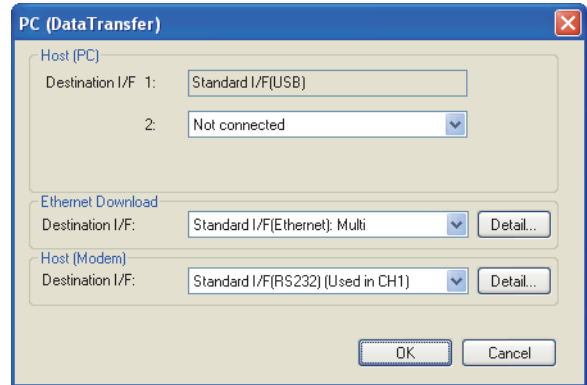 PC (DataTransfer)
Host (PC)
Destination I/F 1: Standard I/F(USB)
2: Not connected
Ethernet Download
Destination I/F: Standard I/F(Ethernet): Multi Detail...
Host (Modem)
Destination I/F: Standard I/F(RS232) (Used in CH1) Detail...
OK Cancel